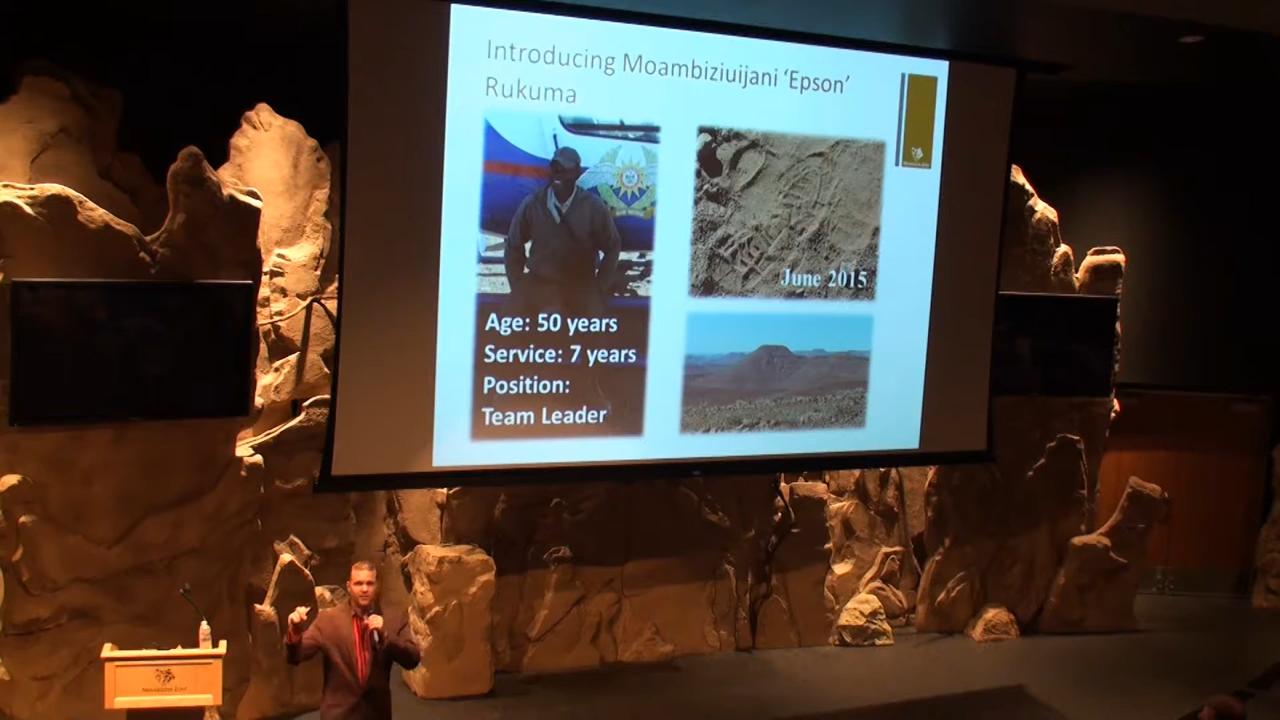 Introducing Moambiziuijani ‘Epson’
Rukuma
June 2015
Age: 50 years
Service: 7 years
Position:
Team Leader